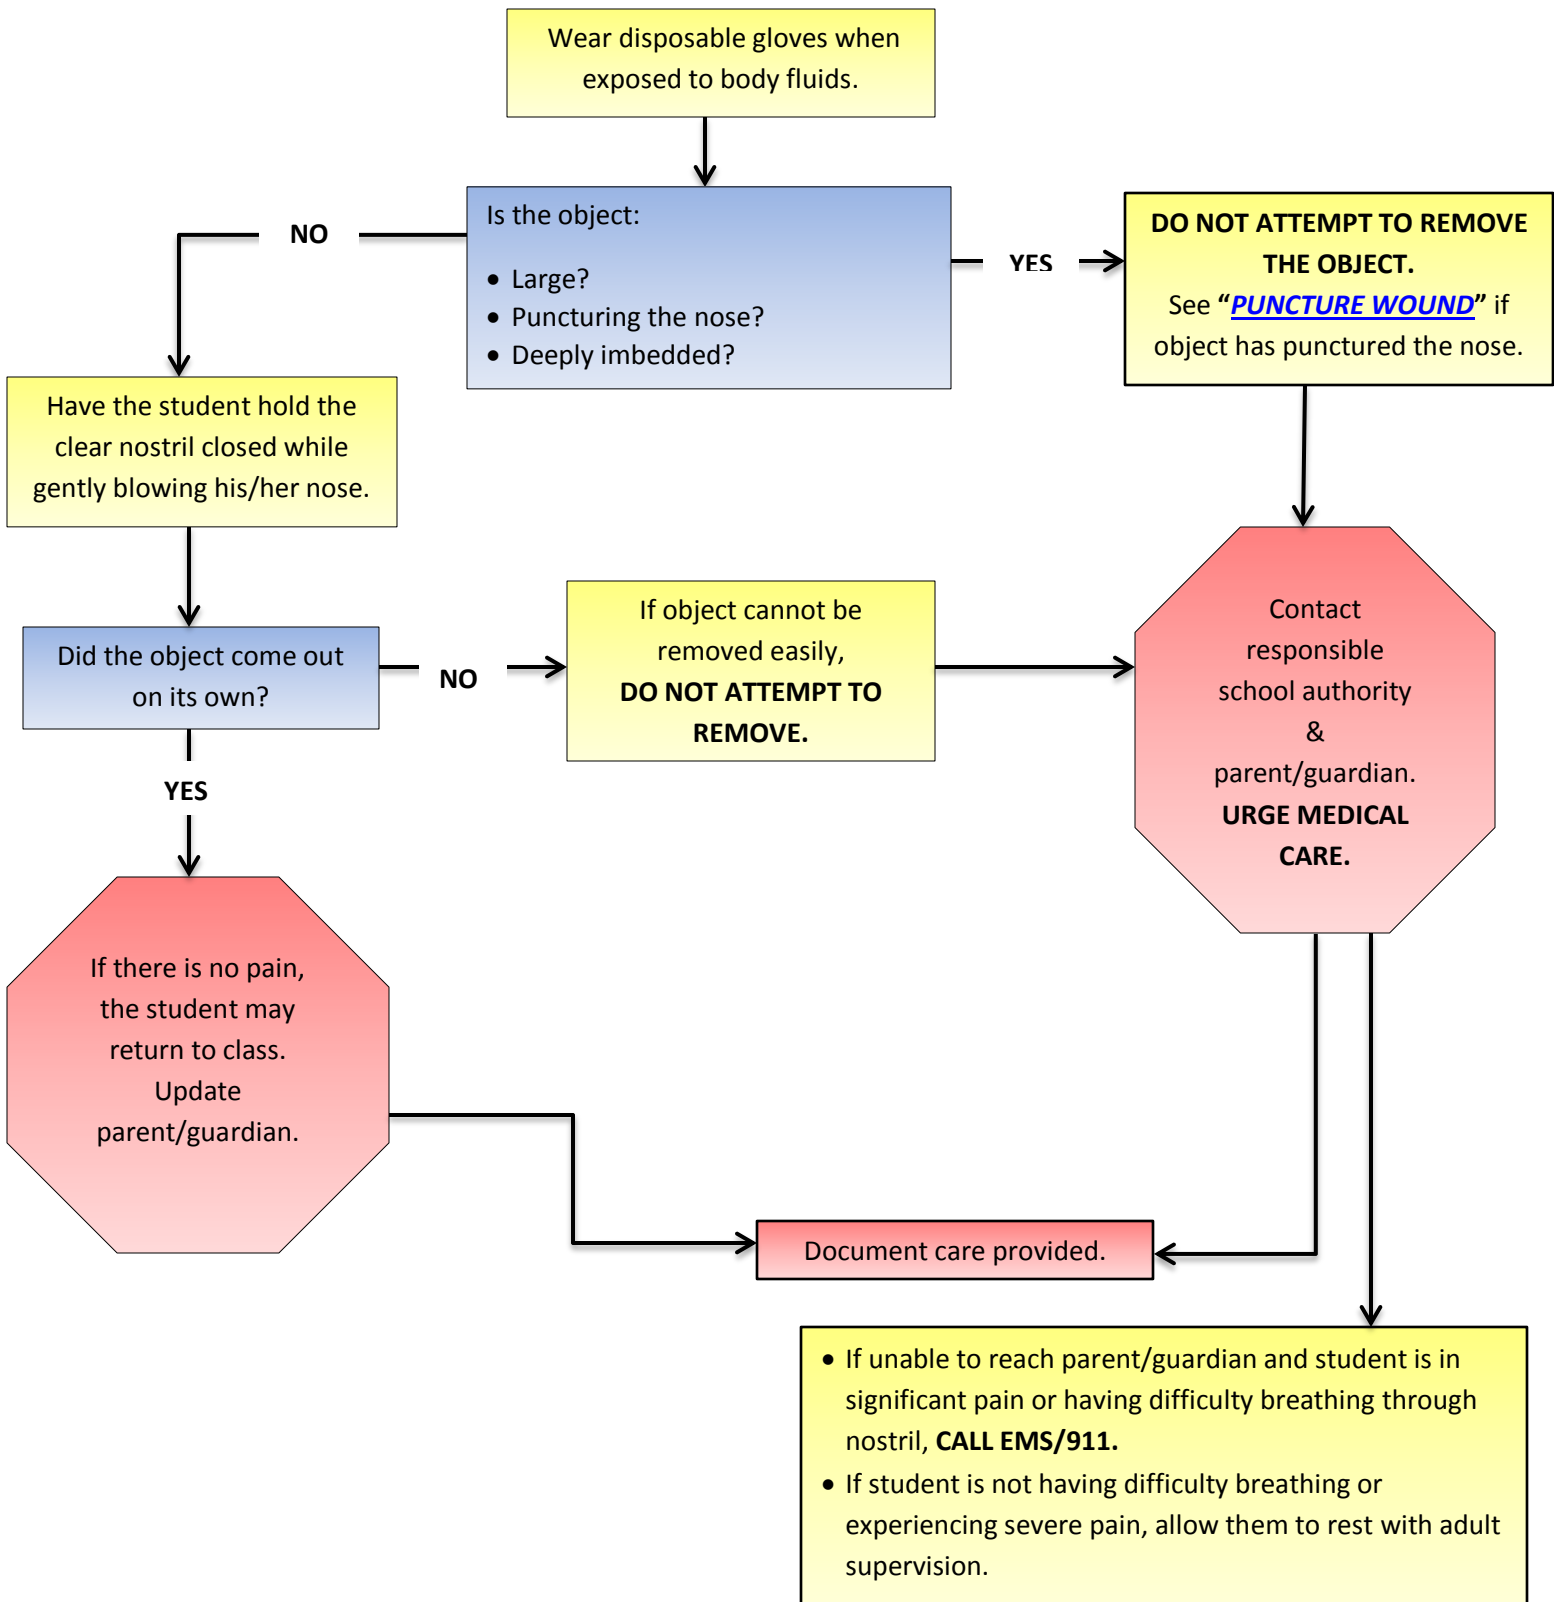 Wear disposable gloves when
exposed to body fluids.
Is the object:
• Large?
• Puncturing the nose?
• Deeply imbedded?
NO
YES
DO NOT ATTEMPT TO REMOVE
THE OBJECT.
See “PUNCTURE WOUND” if
object has punctured the nose.
Have the student hold the
clear nostril closed while
gently blowing his/her nose.
Did the object come out
on its own?
NO
If object cannot be
removed easily,
DO NOT ATTEMPT TO
REMOVE.
Contact
responsible
school authority
&
parent/guardian.
URGE MEDICAL
CARE.
YES
If there is no pain,
the student may
return to class.
Update
parent/guardian.
Document care provided.
• If unable to reach parent/guardian and student is in
significant pain or having difficulty breathing through
nostril, CALL EMS/911.
• If student is not having difficulty breathing or
experiencing severe pain, allow them to rest with adult
supervision.